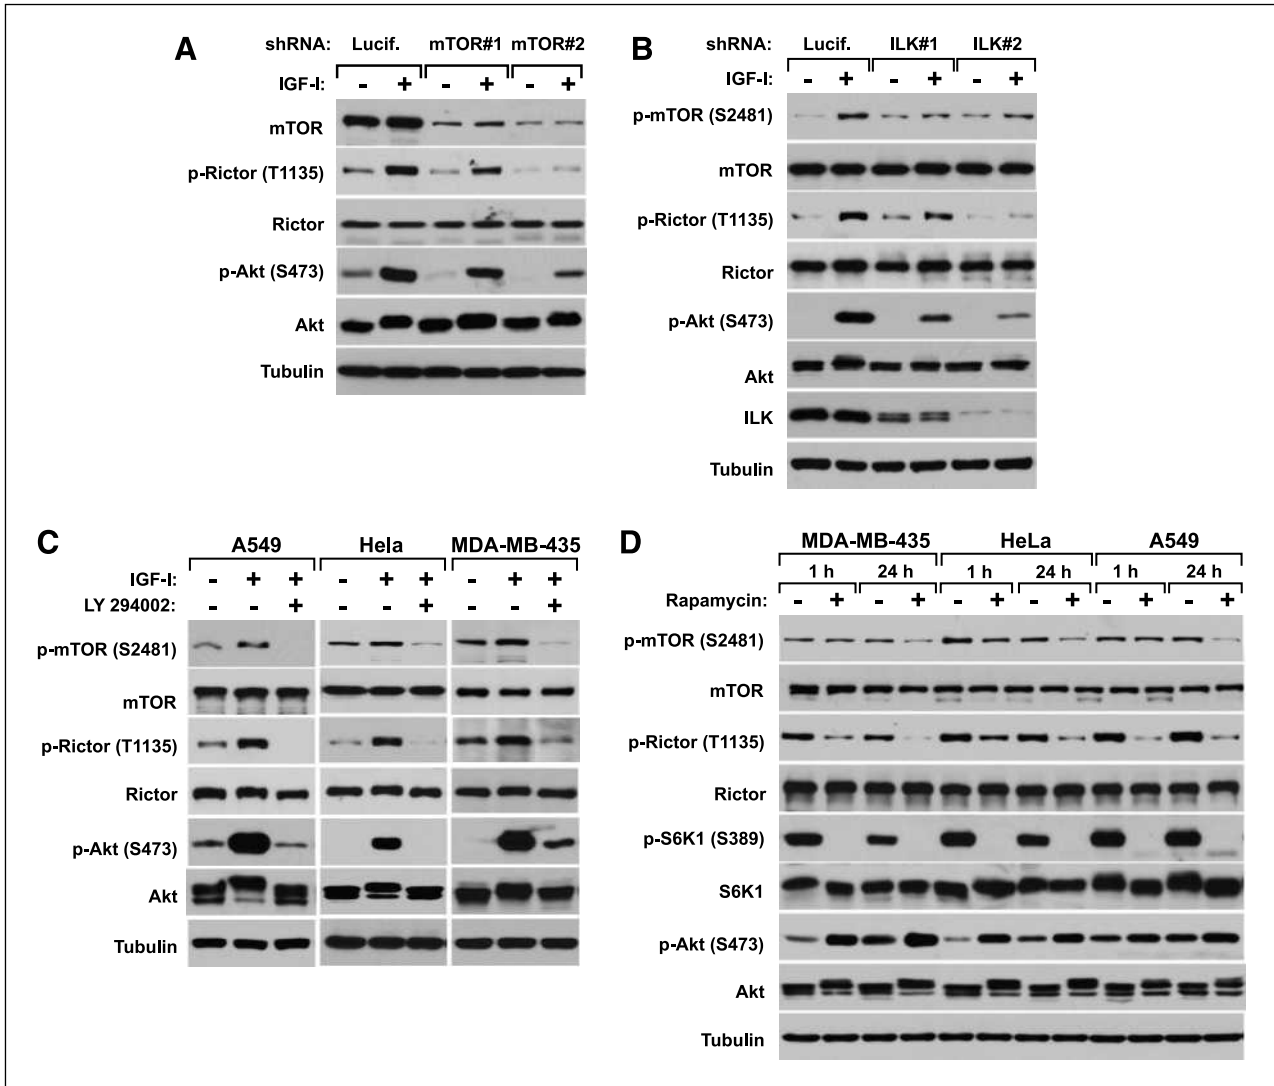 A
shRNA: Lucif. mTOR#1 mTOR#2
IGF-I: - + - + - +
mTOR
p-Rictor (T1135)
Rictor
p-Akt (S473)
Akt
Tubulin
B
shRNA: Lucif. ILK#1 ILK#2
IGF-I: - + - + - +
p-mTOR (S2481)
mTOR
p-Rictor (T1135)
Rictor
p-Akt (S473)
Akt
ILK
Tubulin
C
A549 Hela MDA-MB-435
IGF-I: - + + - + + - + +
LY 294002: - - + - - + - - +
p-mTOR (S2481)
mTOR
p-Rictor (T1135)
Rictor
p-Akt (S473)
Akt
Tubulin
D
MDA-MB-435 HeLa A549
1 h 24 h 1 h 24 h 1 h 24 h
Rapamycin: - + - + - + - + - + - +
p-mTOR (S2481)
mTOR
p-Rictor (T1135)
Rictor
p-S6K1 (S389)
S6K1
p-Akt (S473)
Akt
Tubulin